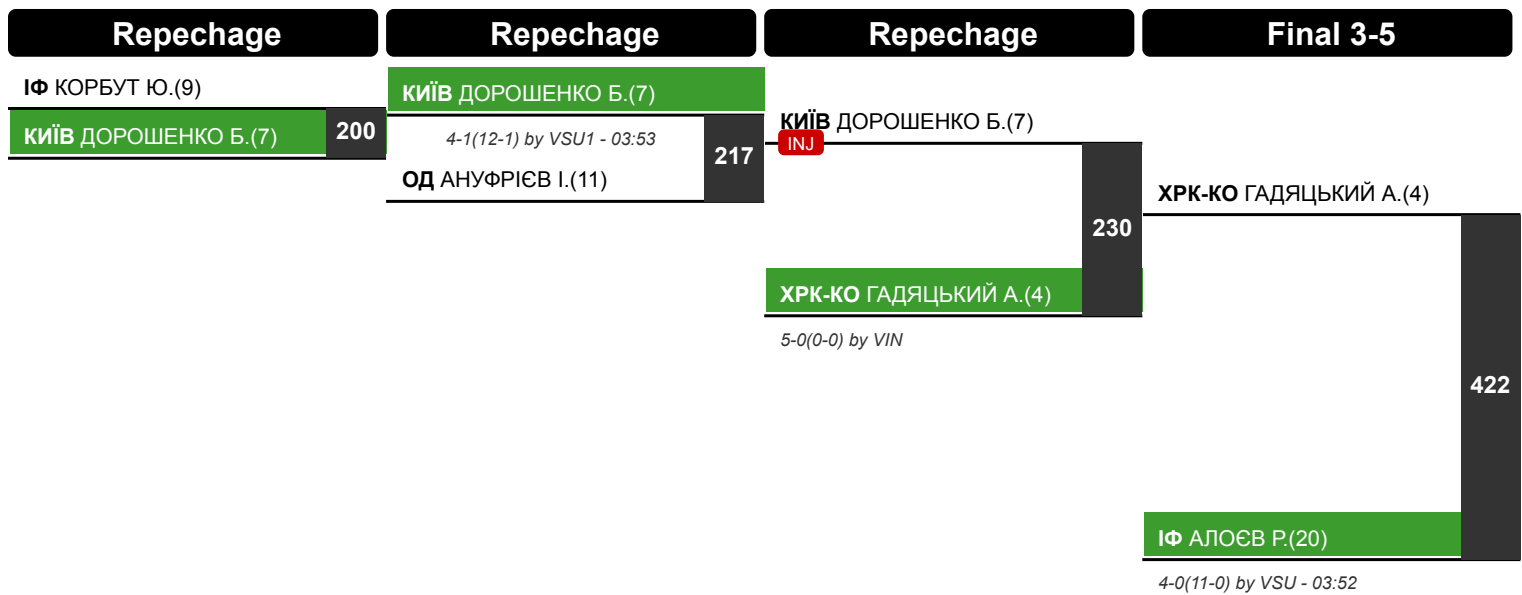 Repechage
Repechage
Repechage
Final 3-5
ІФ КОРБУТ Ю.(9)
КИЇВ ДОРОШЕНКО Б.(7)
200
КИЇВ ДОРОШЕНКО Б.(7)
4-1(12-1) by VSU1 - 03:53
217
ОД АНУФРІЄВ І.(11)
КИЇВ ДОРОШЕНКО Б.(7)
INJ
230
ХРК-КО ГАДЯЦЬКИЙ А.(4)
5-0(0-0) by VIN
ХРК-КО ГАДЯЦЬКИЙ А.(4)
422
ІФ АЛОЄВ Р.(20)
4-0(11-0) by VSU - 03:52